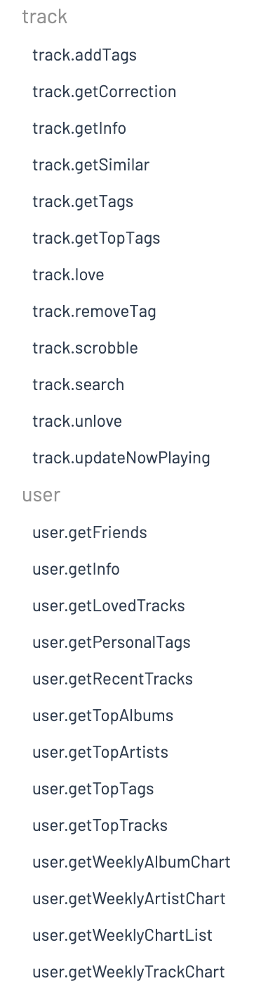 track
track.addTags
track.getCorrection
track.getInfo
track.getSimilar
track.getTags
track.getTopTags
track.love
track.removeTag
track.scrobble
track.search
track.unlove
track.updateNowPlaying
user
user.getFriends
user.getInfo
user.getLovedTracks
user.getPersonalTags
user.getRecentTracks
user.getTopAlbums
user.getTopArtists
user.getTopTags
user.getTopTracks
user.getWeeklyAlbumChart
user.getWeeklyArtistChart
user.getWeeklyChartList
user.getWeeklyTrackChart